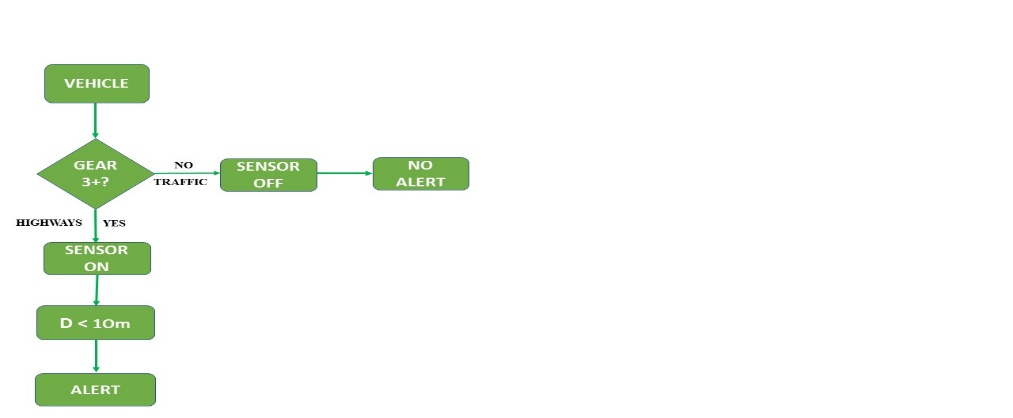 VEHICLE
GEAR
3+?
NO
TRAFFIC
SENSOR
OFF
NO
ALERT
HIGHWAYS YES
SENSOR
ON
D < 10m
ALERT